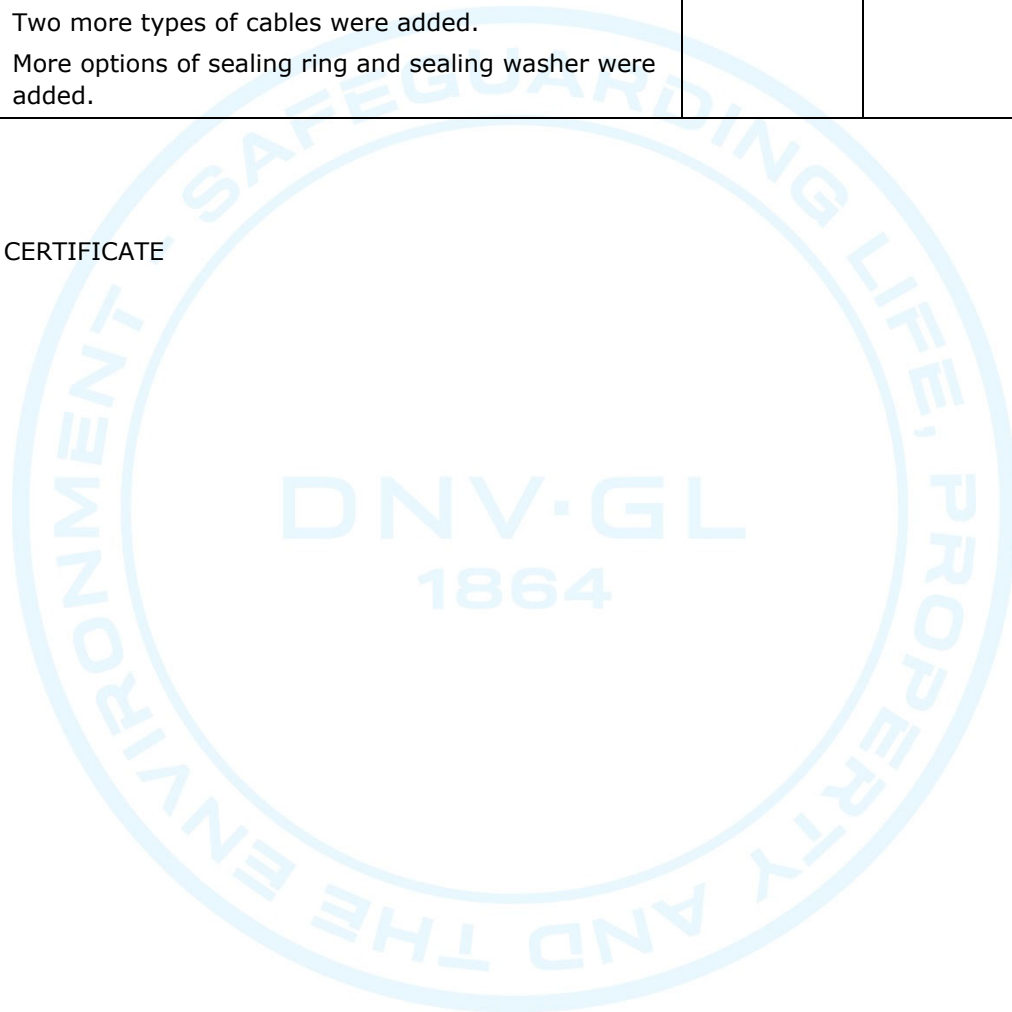 Two more types of cables were added.
More options of sealing ring and sealing washer were
added.
CERTIFICATE
SAFEGUARDING LIFE, PROPERTY AND THE ENVIRONMENT
DNV·GL
1864